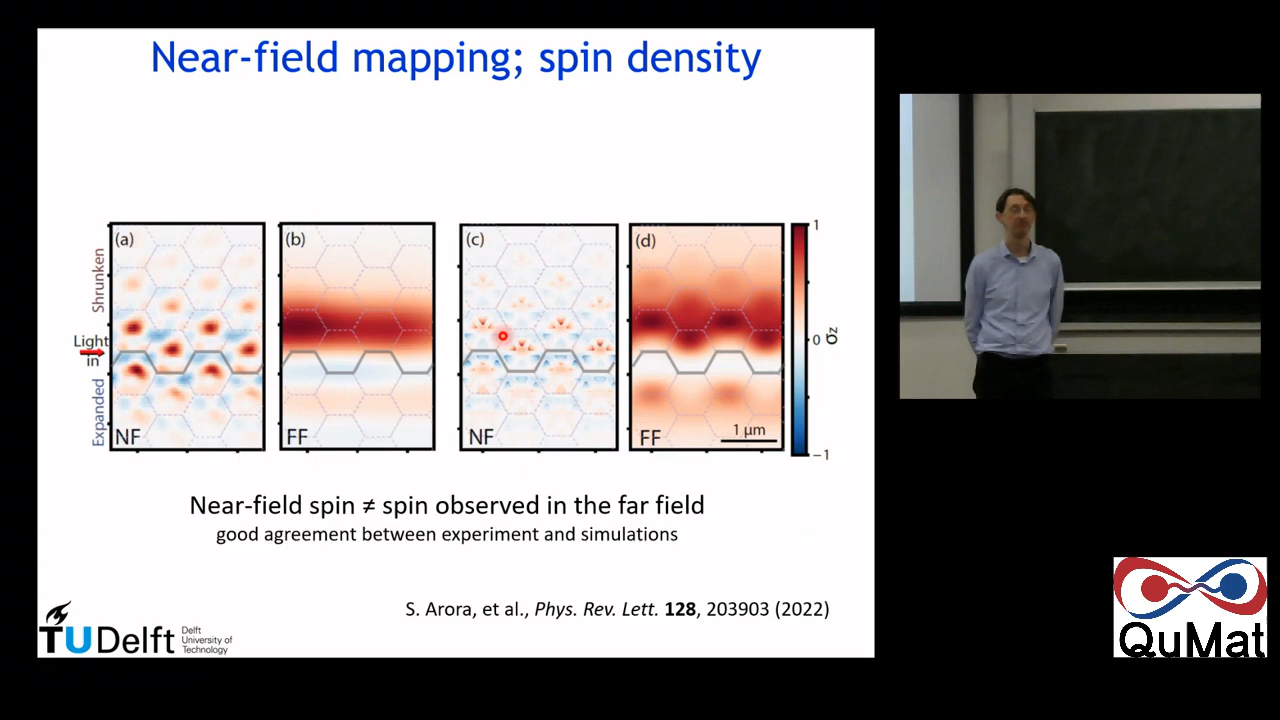 Near-field mapping; spin density
(a)
(b)
(c)
(d)
Shrunken
Light
in
Expanded
NF
FF
NF
FF
1 μm
1
0
−1
σz
Near-field spin ≠ spin observed in the far field
good agreement between experiment and simulations
S. Arora, et al., Phys. Rev. Lett. 128, 203903 (2022)
TUDelft
Delft
University of
Technology
QuMat